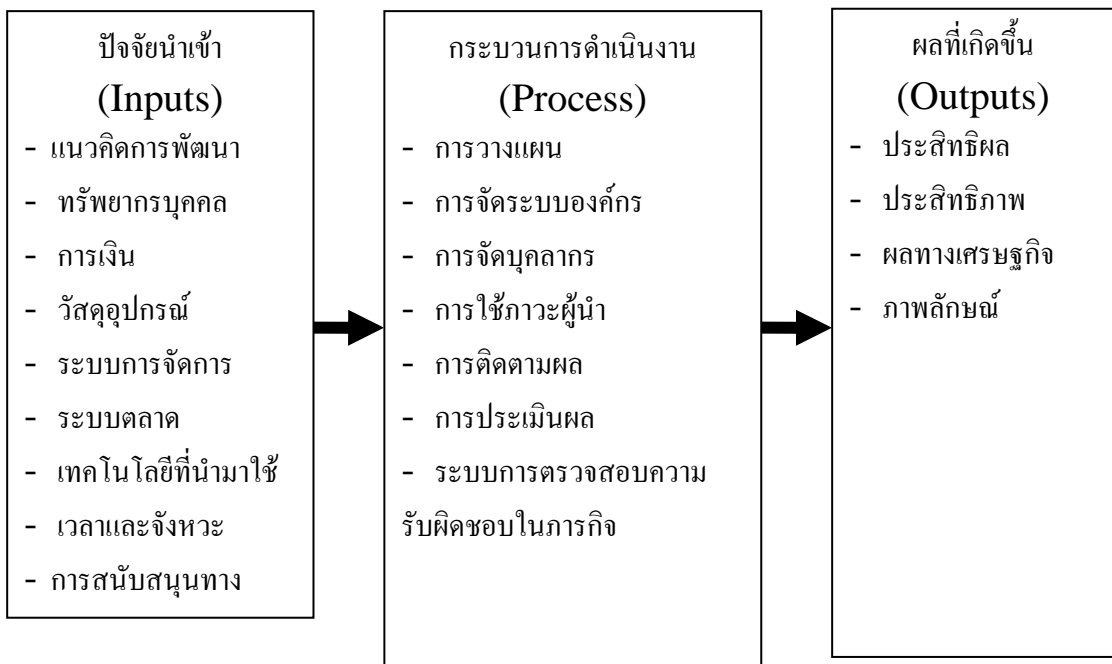 ปัจจัยนำเข้า
(Inputs)
- แนวคิดการพัฒนา
- ทรัพยากรบุคคล
- การเงิน
- วัสดุอุปกรณ์
- ระบบการจัดการ
- ระบบตลาด
- เทคโนโลยีที่นำมาใช้
- เวลาและจังหวะ
- การสนับสนุนทาง
กระบวนการดำเนินงาน
(Process)
- การวางแผน
- การจัดระบบองค์กร
- การจัดบุคลากร
- การใช้ภาวะผู้นำ
- การติดตามผล
- การประเมินผล
- ระบบการตรวจสอบความ
รับผิดชอบในภารกิจ
ผลที่เกิดขึ้น
(Outputs)
- ประสิทธิผล
- ประสิทธิภาพ
- ผลทางเศรษฐกิจ
- ภาพลักษณ์